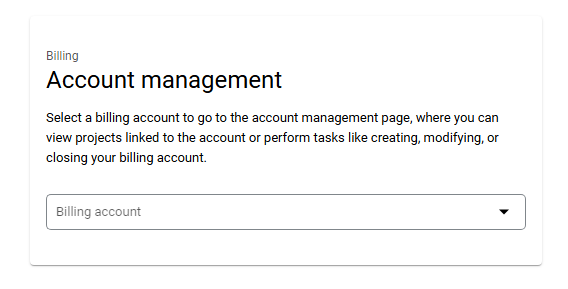 Billing
Account management
Select a billing account to go to the account management page, where you can
view projects linked to the account or perform tasks like creating, modifying, or
closing your billing account.
Billing account